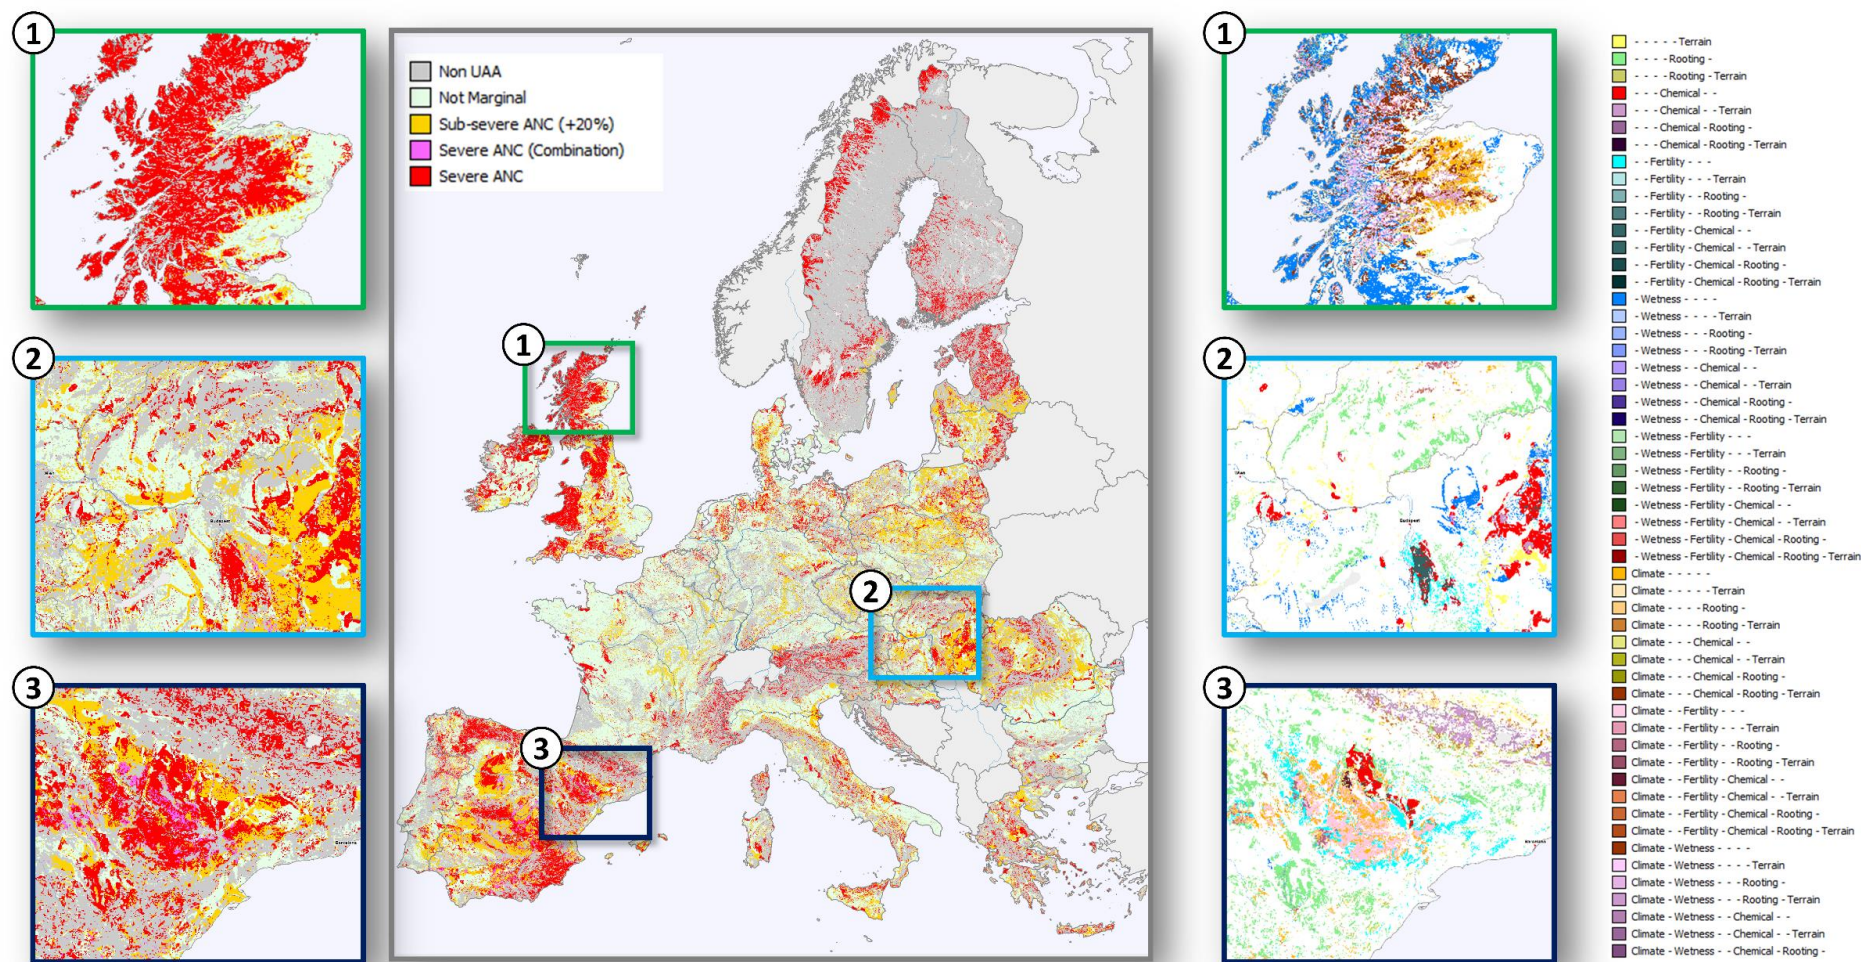 1
Non UAA
Not Marginal
Sub-severe ANC (+20%)
Severe ANC (Combination)
Severe ANC
1
2
3
2
Budapest
3
Barcelona
1
2
Budapest
3
Barcelona
- - - - - Terrain
- - - - Rooting -
- - - - Rooting - Terrain
- - - Chemical - -
- - - Chemical - - Terrain
- - - Chemical - Rooting -
- - - Chemical - Rooting - Terrain
- - Fertility - - -
- - Fertility - - - Terrain
- - Fertility - - Rooting -
- - Fertility - - Rooting - Terrain
- - Fertility - Chemical - -
- - Fertility - Chemical - - Terrain
- - Fertility - Chemical - Rooting -
- - Fertility - Chemical - Rooting - Terrain
- Wetness - - - -
- Wetness - - - - Terrain
- Wetness - - - Rooting -
- Wetness - - - Rooting - Terrain
- Wetness - - Chemical - -
- Wetness - - Chemical - - Terrain
- Wetness - - Chemical - Rooting -
- Wetness - - Chemical - Rooting - Terrain
- Wetness - Fertility - - -
- Wetness - Fertility - - - Terrain
- Wetness - Fertility - - Rooting -
- Wetness - Fertility - - Rooting - Terrain
- Wetness - Fertility - Chemical - -
- Wetness - Fertility - Chemical - - Terrain
- Wetness - Fertility - Chemical - Rooting -
- Wetness - Fertility - Chemical - Rooting - Terrain
Climate - - - - -
Climate - - - - - Terrain
Climate - - - - Rooting -
Climate - - - - Rooting - Terrain
Climate - - - Chemical - -
Climate - - - Chemical - - Terrain
Climate - - - Chemical - Rooting -
Climate - - - Chemical - Rooting - Terrain
Climate - - Fertility - - -
Climate - - Fertility - - - Terrain
Climate - - Fertility - - Rooting -
Climate - - Fertility - - Rooting - Terrain
Climate - - Fertility - Chemical - -
Climate - - Fertility - Chemical - - Terrain
Climate - - Fertility - Chemical - Rooting -
Climate - - Fertility - Chemical - Rooting - Terrain
Climate - Wetness - - - -
Climate - Wetness - - - - Terrain
Climate - Wetness - - - Rooting -
Climate - Wetness - - - Rooting - Terrain
Climate - Wetness - - Chemical - -
Climate - Wetness - - Chemical - - Terrain
Climate - Wetness - - Chemical - Rooting -